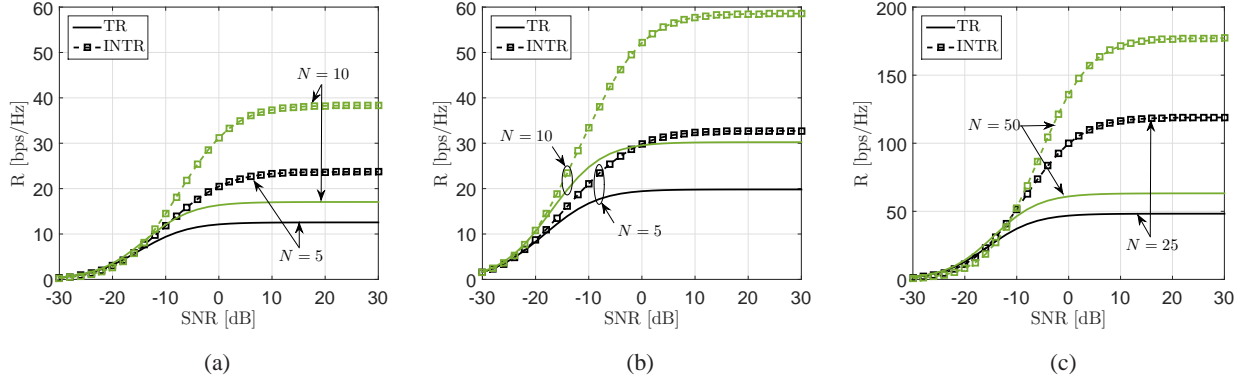 60
50
40
30
20
10
0
R [bps/Hz]
TR
INTR
N = 10
N = 5
-30 -20 -10 0 10 20 30
SNR [dB]
(a)
60
50
40
30
20
10
0
R [bps/Hz]
TR
INTR
N = 10
N = 5
-30 -20 -10 0 10 20 30
SNR [dB]
(b)
200
150
100
50
0
R [bps/Hz]
TR
INTR
N = 50
N = 25
-30 -20 -10 0 10 20 30
SNR [dB]
(c)